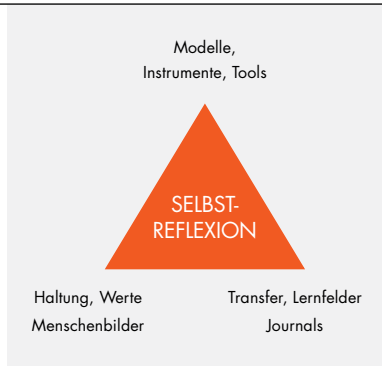 Modelle,
Instrumente, Tools
SELBST-
REFLEXION
Haltung, Werte
Menschenbilder
Transfer, Lernfelder
Journals